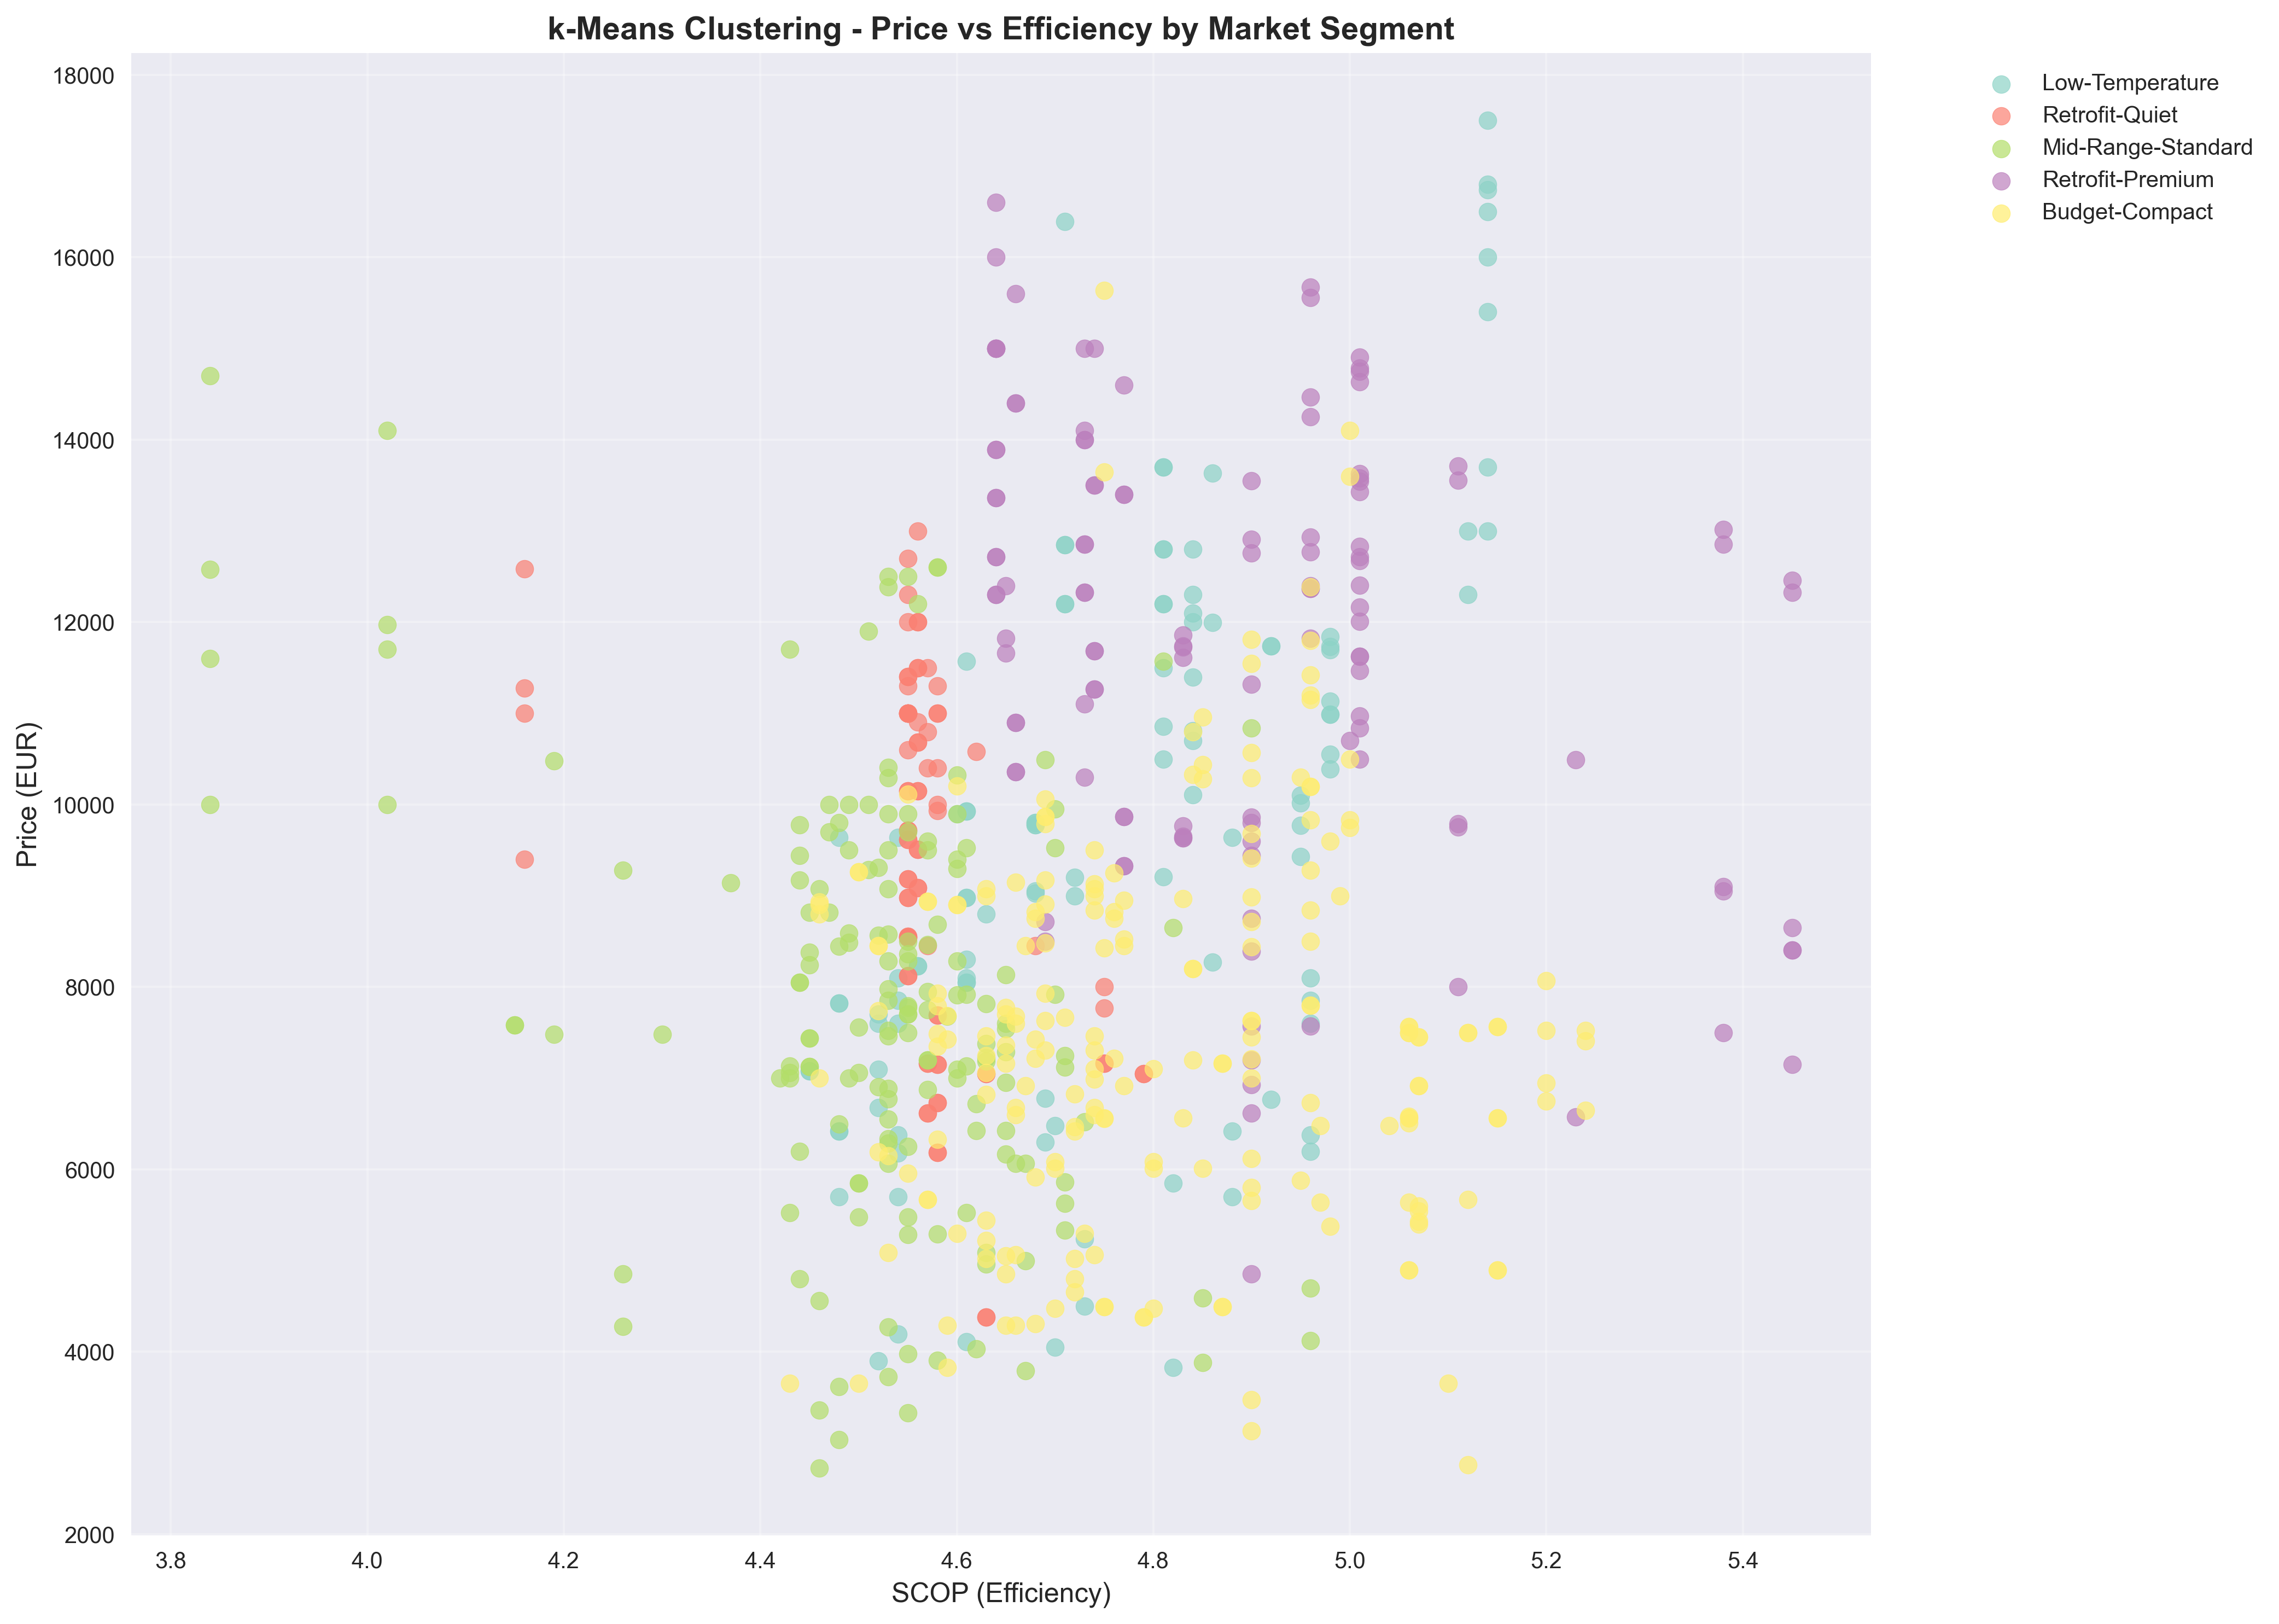 k-Means Clustering - Price vs Efficiency by Market Segment
Low-Temperature
Retrofit-Quiet
Mid-Range-Standard
Retrofit-Premium
Budget-Compact
Price (EUR)
18000
16000
14000
12000
10000
8000
6000
4000
2000
3.8 4.0 4.2 4.4 4.6 4.8 5.0 5.2 5.4
SCOP (Efficiency)